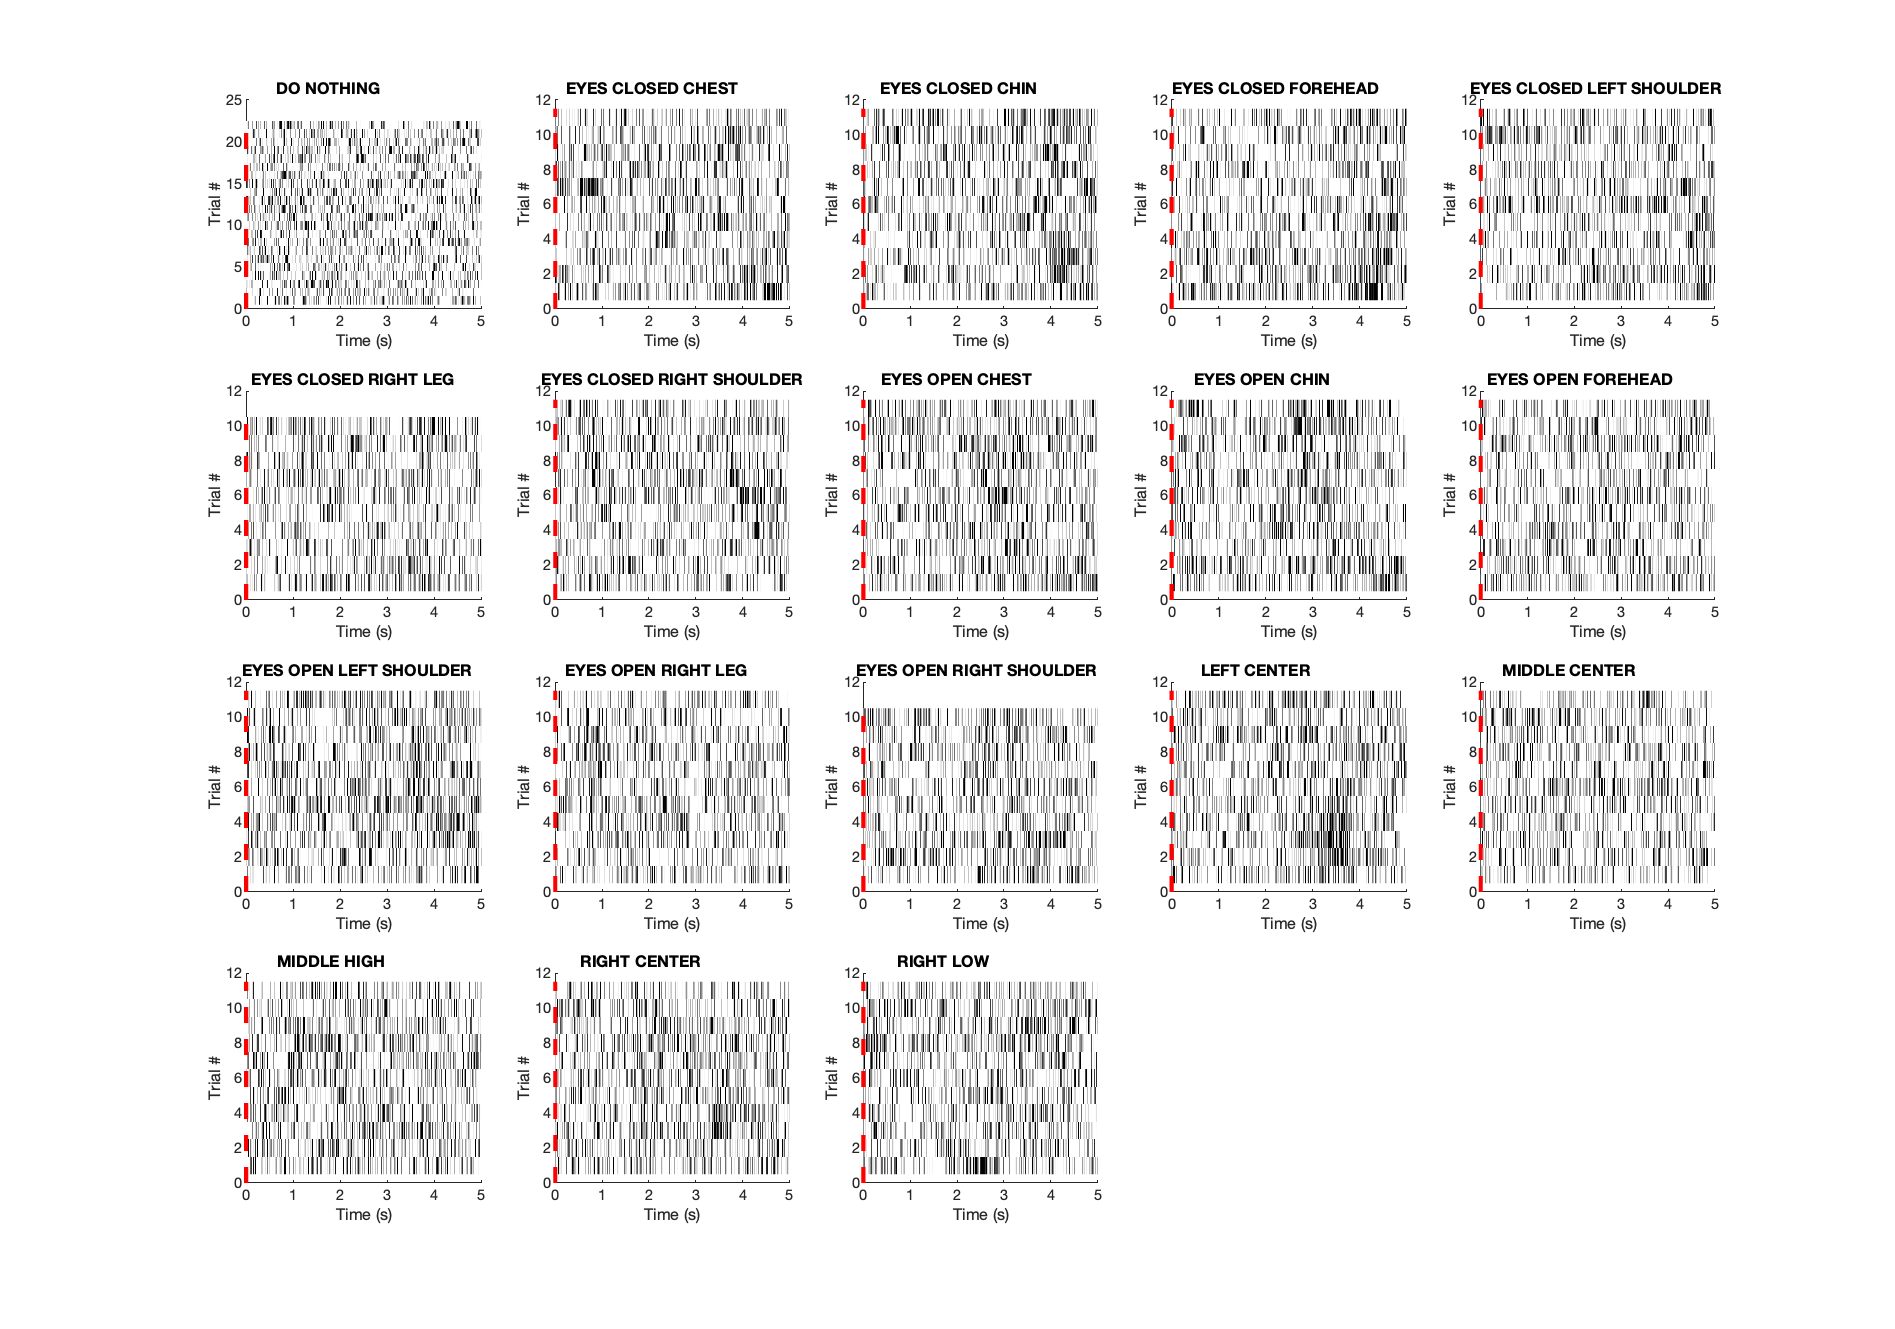 DO NOTHING
25
20
15
10
5
0
Trial #
0 1 2 3 4 5
Time (s)
EYES CLOSED CHEST
12
10
8
6
4
2
0
Trial #
0 1 2 3 4 5
Time (s)
EYES CLOSED CHIN
12
10
8
6
4
2
0
Trial #
0 1 2 3 4 5
Time (s)
EYES CLOSED FOREHEAD
12
10
8
6
4
2
0
Trial #
0 1 2 3 4 5
Time (s)
EYES CLOSED LEFT SHOULDER
12
10
8
6
4
2
0
Trial #
0 1 2 3 4 5
Time (s)
EYES CLOSED RIGHT LEG
12
10
8
6
4
2
0
Trial #
0 1 2 3 4 5
Time (s)
EYES CLOSED RIGHT SHOULDER
12
10
8
6
4
2
0
Trial #
0 1 2 3 4 5
Time (s)
EYES OPEN CHEST
12
10
8
6
4
2
0
Trial #
0 1 2 3 4 5
Time (s)
EYES OPEN CHIN
12
10
8
6
4
2
0
Trial #
0 1 2 3 4 5
Time (s)
EYES OPEN FOREHEAD
12
10
8
6
4
2
0
Trial #
0 1 2 3 4 5
Time (s)
EYES OPEN LEFT SHOULDER
12
10
8
6
4
2
0
Trial #
0 1 2 3 4 5
Time (s)
EYES OPEN RIGHT LEG
12
10
8
6
4
2
0
Trial #
0 1 2 3 4 5
Time (s)
EYES OPEN RIGHT SHOULDER
12
10
8
6
4
2
0
Trial #
0 1 2 3 4 5
Time (s)
LEFT CENTER
12
10
8
6
4
2
0
Trial #
0 1 2 3 4 5
Time (s)
MIDDLE CENTER
12
10
8
6
4
2
0
Trial #
0 1 2 3 4 5
Time (s)
MIDDLE HIGH
12
10
8
6
4
2
0
Trial #
0 1 2 3 4 5
Time (s)
RIGHT CENTER
12
10
8
6
4
2
0
Trial #
0 1 2 3 4 5
Time (s)
RIGHT LOW
12
10
8
6
4
2
0
Trial #
0 1 2 3 4 5
Time (s)